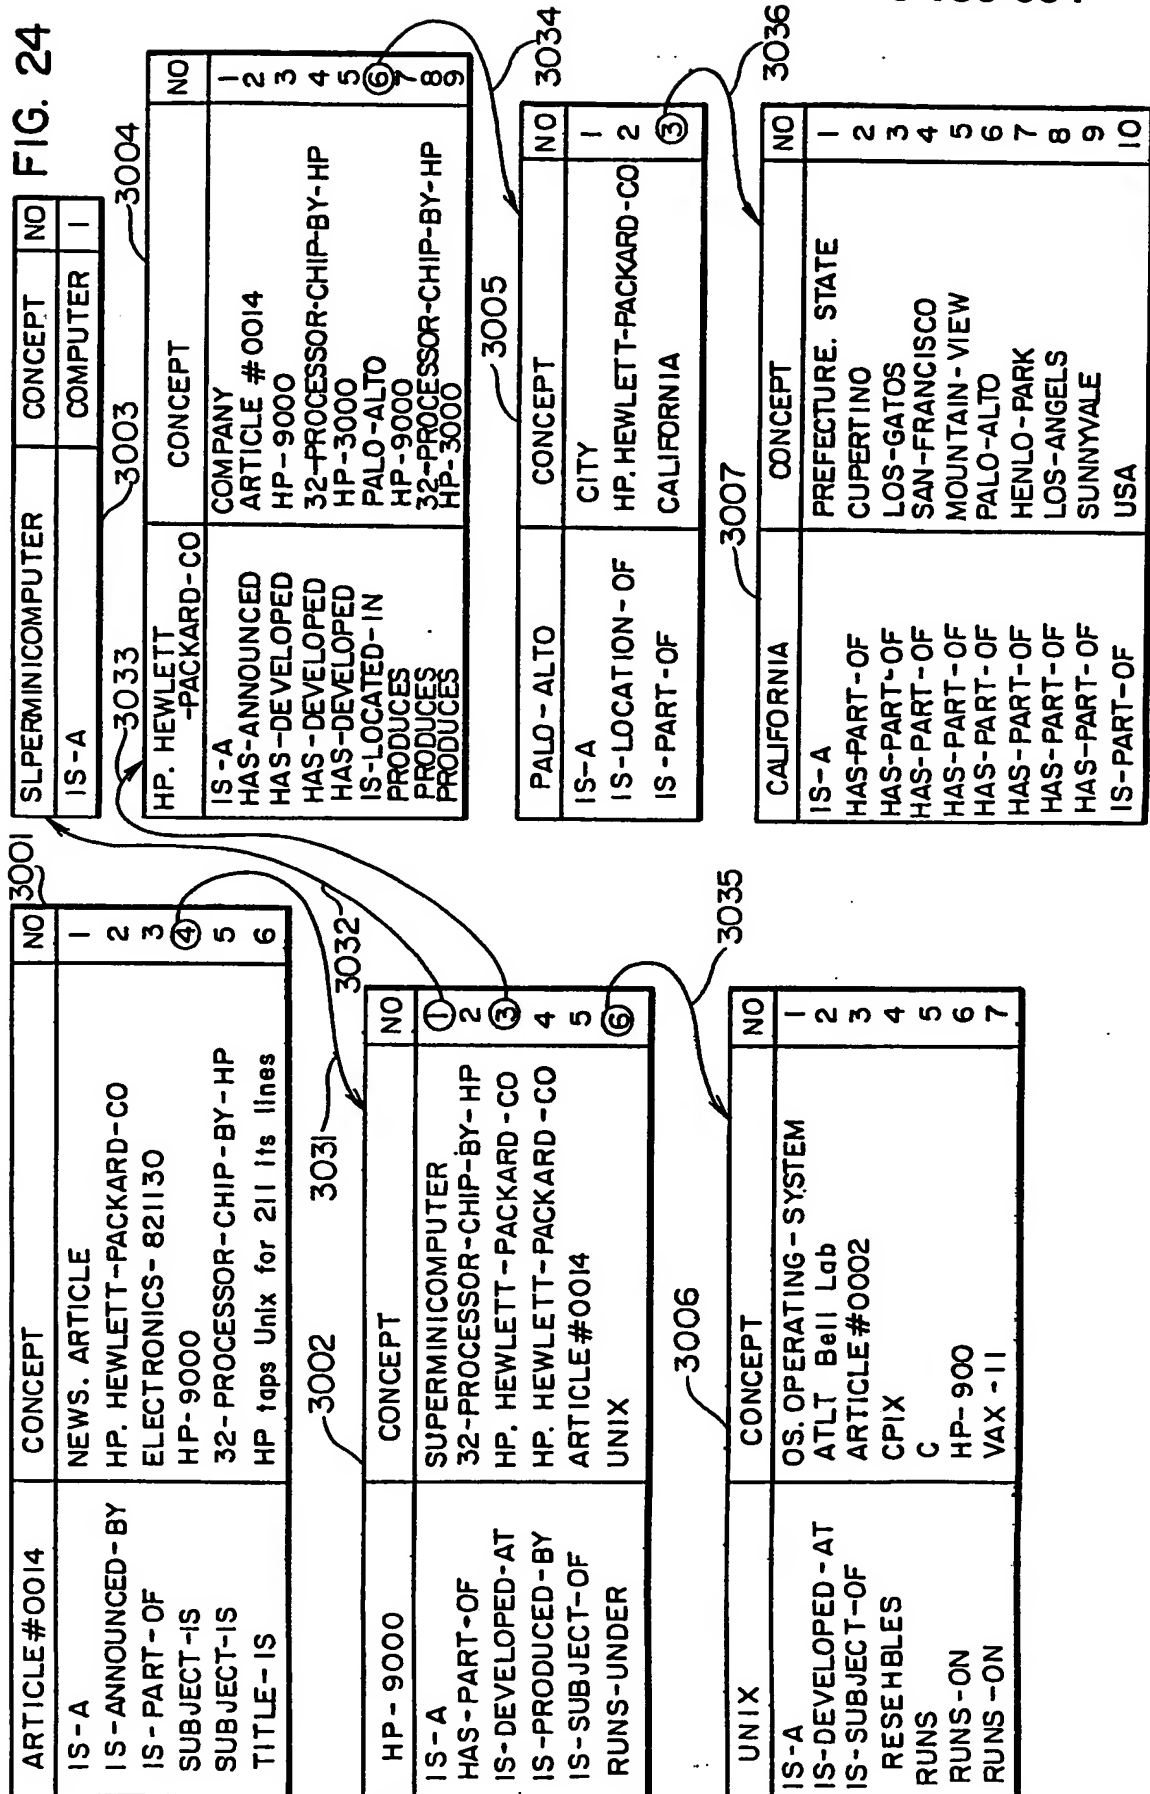 FIG. 24
ARTICLE#0014 CONCEPT NO
3001
IS-A NEWS. ARTICLE 1
IS-ANNOUNCED-BY HP. HEWLETT-PACKARD-CO 2
IS-PART-OF ELECTRONICS-821130 3
SUBJECT-IS HP-9000 4
SUBJECT-IS 32-PROCESSOR-CHIP-BY-HP 5
TITLE-IS HP taps Unix for 211 Its lines 6
3002
3031
3032
HP-9000 CONCEPT NO
IS-A SUPERMINICOMPUTER 1
HAS-PART-OF 32-PROCESSOR-CHIP-BY-HP 2
IS-DEVELOPED-AT HP. HEWLETT-PACKARD-CO 3
IS-PRODUCED-BY HP. HEWLETT-PACKARD-CO 4
IS-SUBJECT-OF ARTICLE#0014 5
RUNS-UNDER UNIX 6
3006
3035
UNIX CONCEPT NO
IS-A OS. OPERATING-SYSTEM 1
IS-DEVELOPED-AT ATLT Bell Lab 2
IS-SUBJECT-OF ARTICLE#0002 3
RESEHBLES CPIX 4
RUNS C 5
RUNS-ON HP-900 6
RUNS-ON VAX-11 7
SLPERMINICOMPUTER CONCEPT NO
IS-A COMPUTER 1
3003
3033
3004
HP. HEWLETT
-PACKARD-CO CONCEPT NO
IS-A COMPANY 1
HAS-ANNOUNCED ARTICLE #0014 2
HAS-DEVELOPED HP-9000 3
HAS-DEVELOPED 32-PROCESSOR-CHIP-BY-HP 4
HAS-DEVELOPED HP-3000 5
IS-LOCATED-IN PALO-ALTO 6
PRODUCES HP-9000 7
PRODUCES 32-PROCESSOR-CHIP-BY-HP 8
PRODUCES HP-3000 9
3005
3034
PALO-ALTO CONCEPT NO
IS-A CITY 1
IS-LOCATION-OF HP. HEWLETT-PACKARD-CO 2
IS-PART-OF CALIFORNIA 3
3007
3036
CALIFORNIA CONCEPT NO
IS-A PREFECTURE. STATE 1
HAS-PART-OF CUPERTINO 2
HAS-PART-OF LOS-GATOS 3
HAS-PART-OF SAN-FRANCISCO 4
HAS-PART-OF MOUNTAIN-VIEW 5
HAS-PART-OF PALO-ALTO 6
HAS-PART-OF HENLO-PARK 7
HAS-PART-OF LOS-ANGELS 8
HAS-PART-OF SUNNYVALE 9
IS-PART-OF USA 10